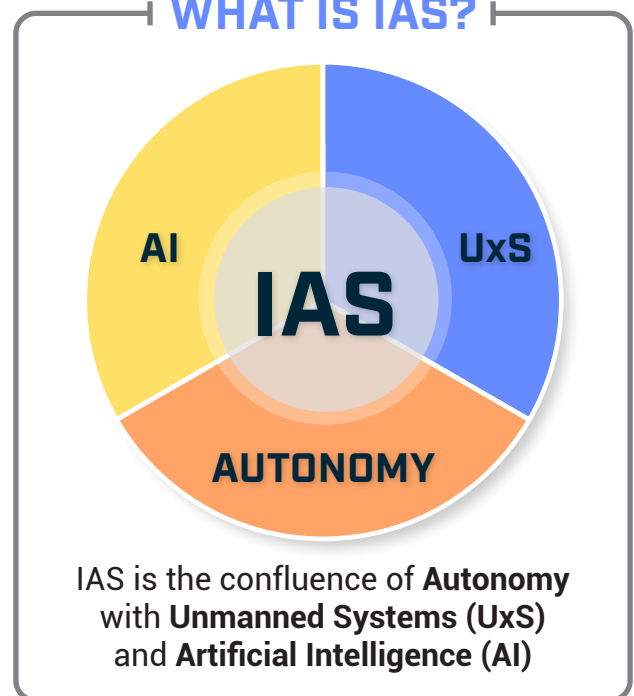 WHAT IS IAS?
AI
UxS
IAS
AUTONOMY
IAS is the confluence of Autonomy
with Unmanned Systems (UxS)
and Artificial Intelligence (AI)